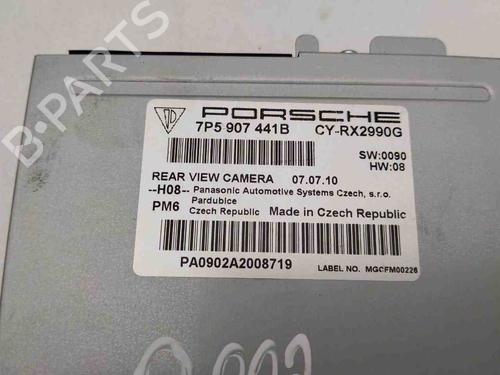 B-PARTS
PORSCHE
7P5 907 441B CY-RX2990G
SW:0090
HW:08
REAR VIEW CAMERA 07.07.10
--H08-- Panasonic Automotive Systems Czech, s.r.o.
Pardubice
PM6 Czech Republic Made in Czech Republic
PA0902A2008719
LABEL NO. MGCFM00226